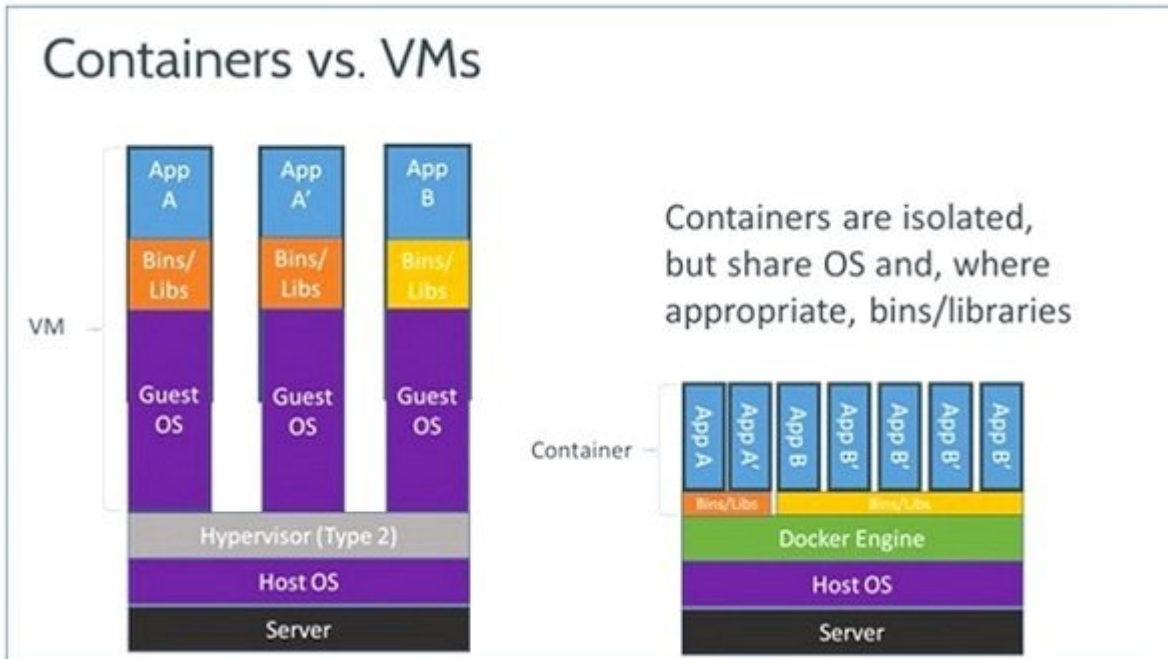 Containers vs. VMs
App
A
App
A'
App
B
Bins/
Libs
Bins/
Libs
Bins/
Libs
VM
Guest
OS
Guest
OS
Guest
OS
Hypervisor (Type 2)
Host OS
Server
Containers are isolated,
but share OS and, where
appropriate, bins/libraries
Container
App A
App A'
App B
App B'
App B'
App B'
App B'
Bins/Libs
Bins/Libs
Docker Engine
Host OS
Server